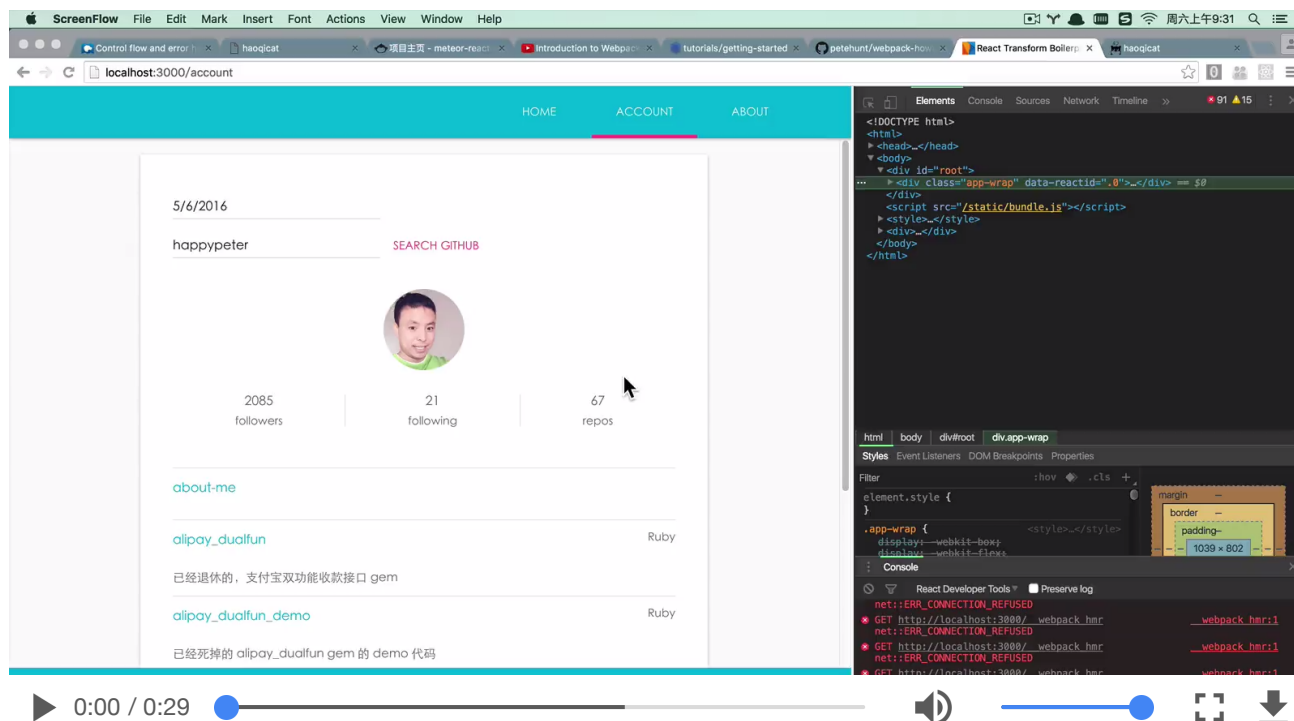 ScreenFlow File Edit Mark Insert Font Actions View Window Help 周六上午9:31
Control flow and error h haoqicat 项目主页 - meteor-react Introduction to Webpac tutorials/getting-started petehunt/webpack-how React Transform Boilerp haoqicat
localhost:3000/account
HOME ACCOUNT ABOUT
5/6/2016
happypeter SEARCH GITHUB
2085 21 67
followers following repos
about-me
alipay_dualfun Ruby
已经退休的，支付宝双功能收款接口 gem
alipay_dualfun_demo Ruby
已经死掉的 alipay_dualfun gem 的 demo 代码
Elements Console Sources Network Timeline » 91 15
<!DOCTYPE html>
<html>
<head>…</head>
<body>
<div id="root">
<div class="app-wrap" data-reactid=".0">…</div> == $0
</div>
<script src="/static/bundle.js"></script>
<style>…</style>
<div>…</div>
</body>
</html>
html body div#root div.app-wrap
Styles Event Listeners DOM Breakpoints Properties
Filter :hov .cls +
element.style {
}
.app-wrap { <style>…</style>
display: -webkit-box;
display: -webkit-flex;
margin –
border –
padding–
1039 × 802
Console
React Developer Tools Preserve log
net::ERR_CONNECTION_REFUSED
GET http://localhost:3000/__webpack_hmr __webpack_hmr:1
net::ERR_CONNECTION_REFUSED
GET http://localhost:3000/__webpack_hmr __webpack_hmr:1
net::ERR_CONNECTION_REFUSED
GET http://localhost:3000/__webpack_hmr __webpack_hmr:1
0:00 / 0:29